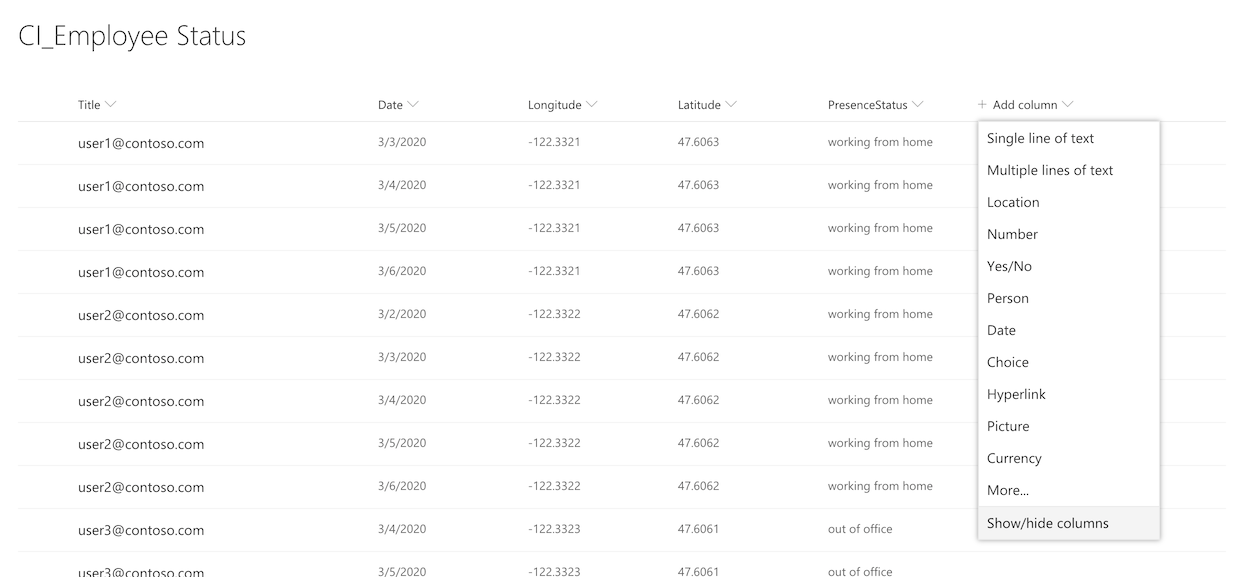 CI_Employee Status
Title Date Longitude Latitude PresenceStatus + Add column
user1@contoso.com 3/3/2020 -122.3321 47.6063 working from home
user1@contoso.com 3/4/2020 -122.3321 47.6063 working from home
user1@contoso.com 3/5/2020 -122.3321 47.6063 working from home
user1@contoso.com 3/6/2020 -122.3321 47.6063 working from home
user2@contoso.com 3/2/2020 -122.3322 47.6062 working from home
user2@contoso.com 3/3/2020 -122.3322 47.6062 working from home
user2@contoso.com 3/4/2020 -122.3322 47.6062 working from home
user2@contoso.com 3/5/2020 -122.3322 47.6062 working from home
user2@contoso.com 3/6/2020 -122.3322 47.6062 working from home
user3@contoso.com 3/4/2020 -122.3323 47.6061 out of office
user3@contoso.com 3/5/2020 -122.3323 47.6061 out of office
Single line of text
Multiple lines of text
Location
Number
Yes/No
Person
Date
Choice
Hyperlink
Picture
Currency
More...
Show/hide columns